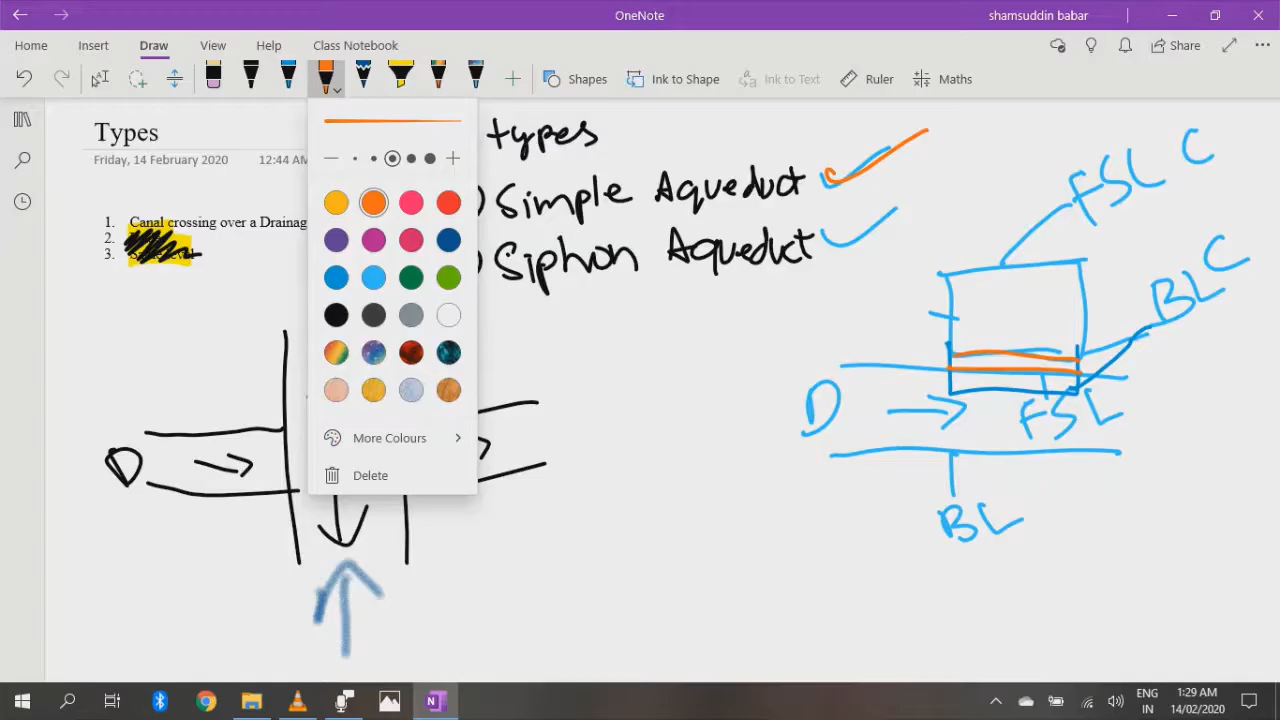 OneNote
shamsuddin babar
Home Insert Draw View Help Class Notebook
Share
Shapes Ink to Shape Ink to Text Ruler Maths
Types
Friday, 14 February 2020 12:44 AM
1. Canal crossing over a Drainag
2.
3.
More Colours
Delete
types
) Simple Aqueduct
) Siphon Aqueduct
D
FSL C
BL C
D
FSL
BL
ENG
IN
1:29 AM
14/02/2020